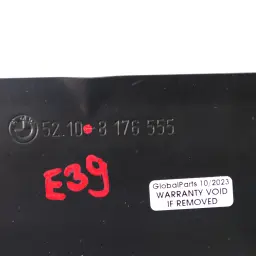 52.10-8 176 555
E39
GlobalParts 10/2023
WARRANTY VOID
IF REMOVED